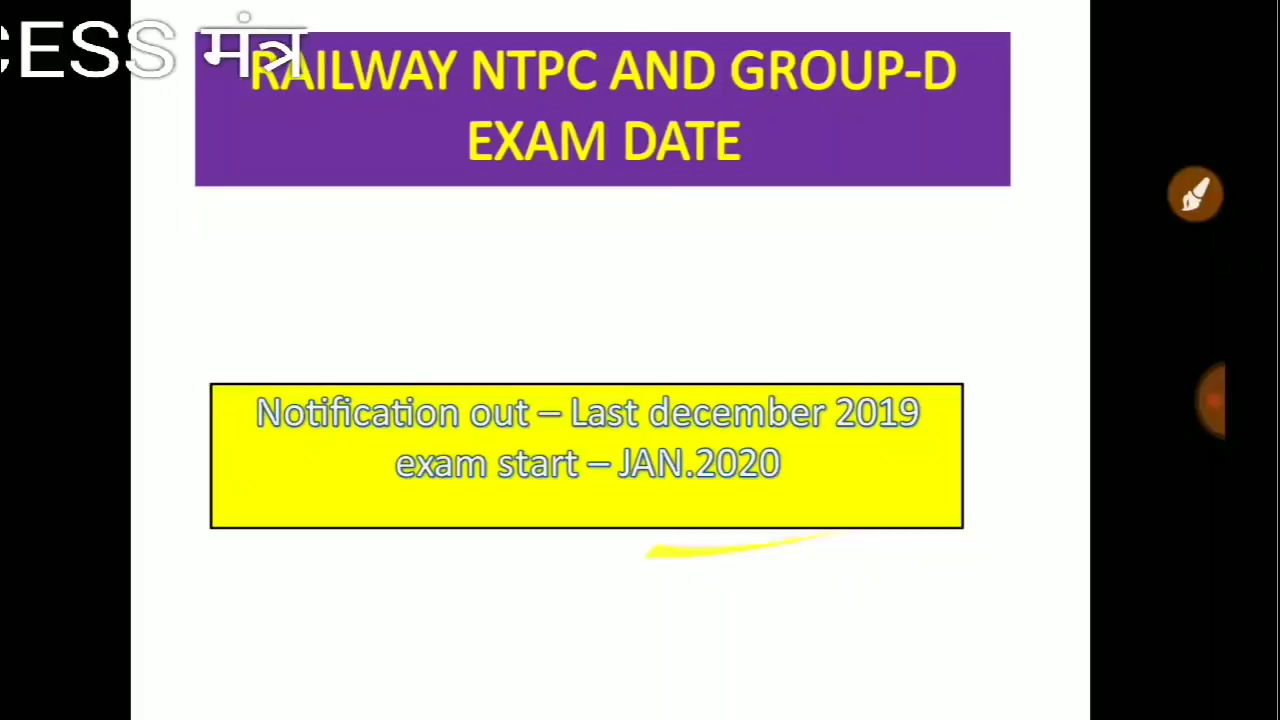 CESS मंत्र
RAILWAY NTPC AND GROUP-D
EXAM DATE
Notification out – Last december 2019
exam start – JAN.2020